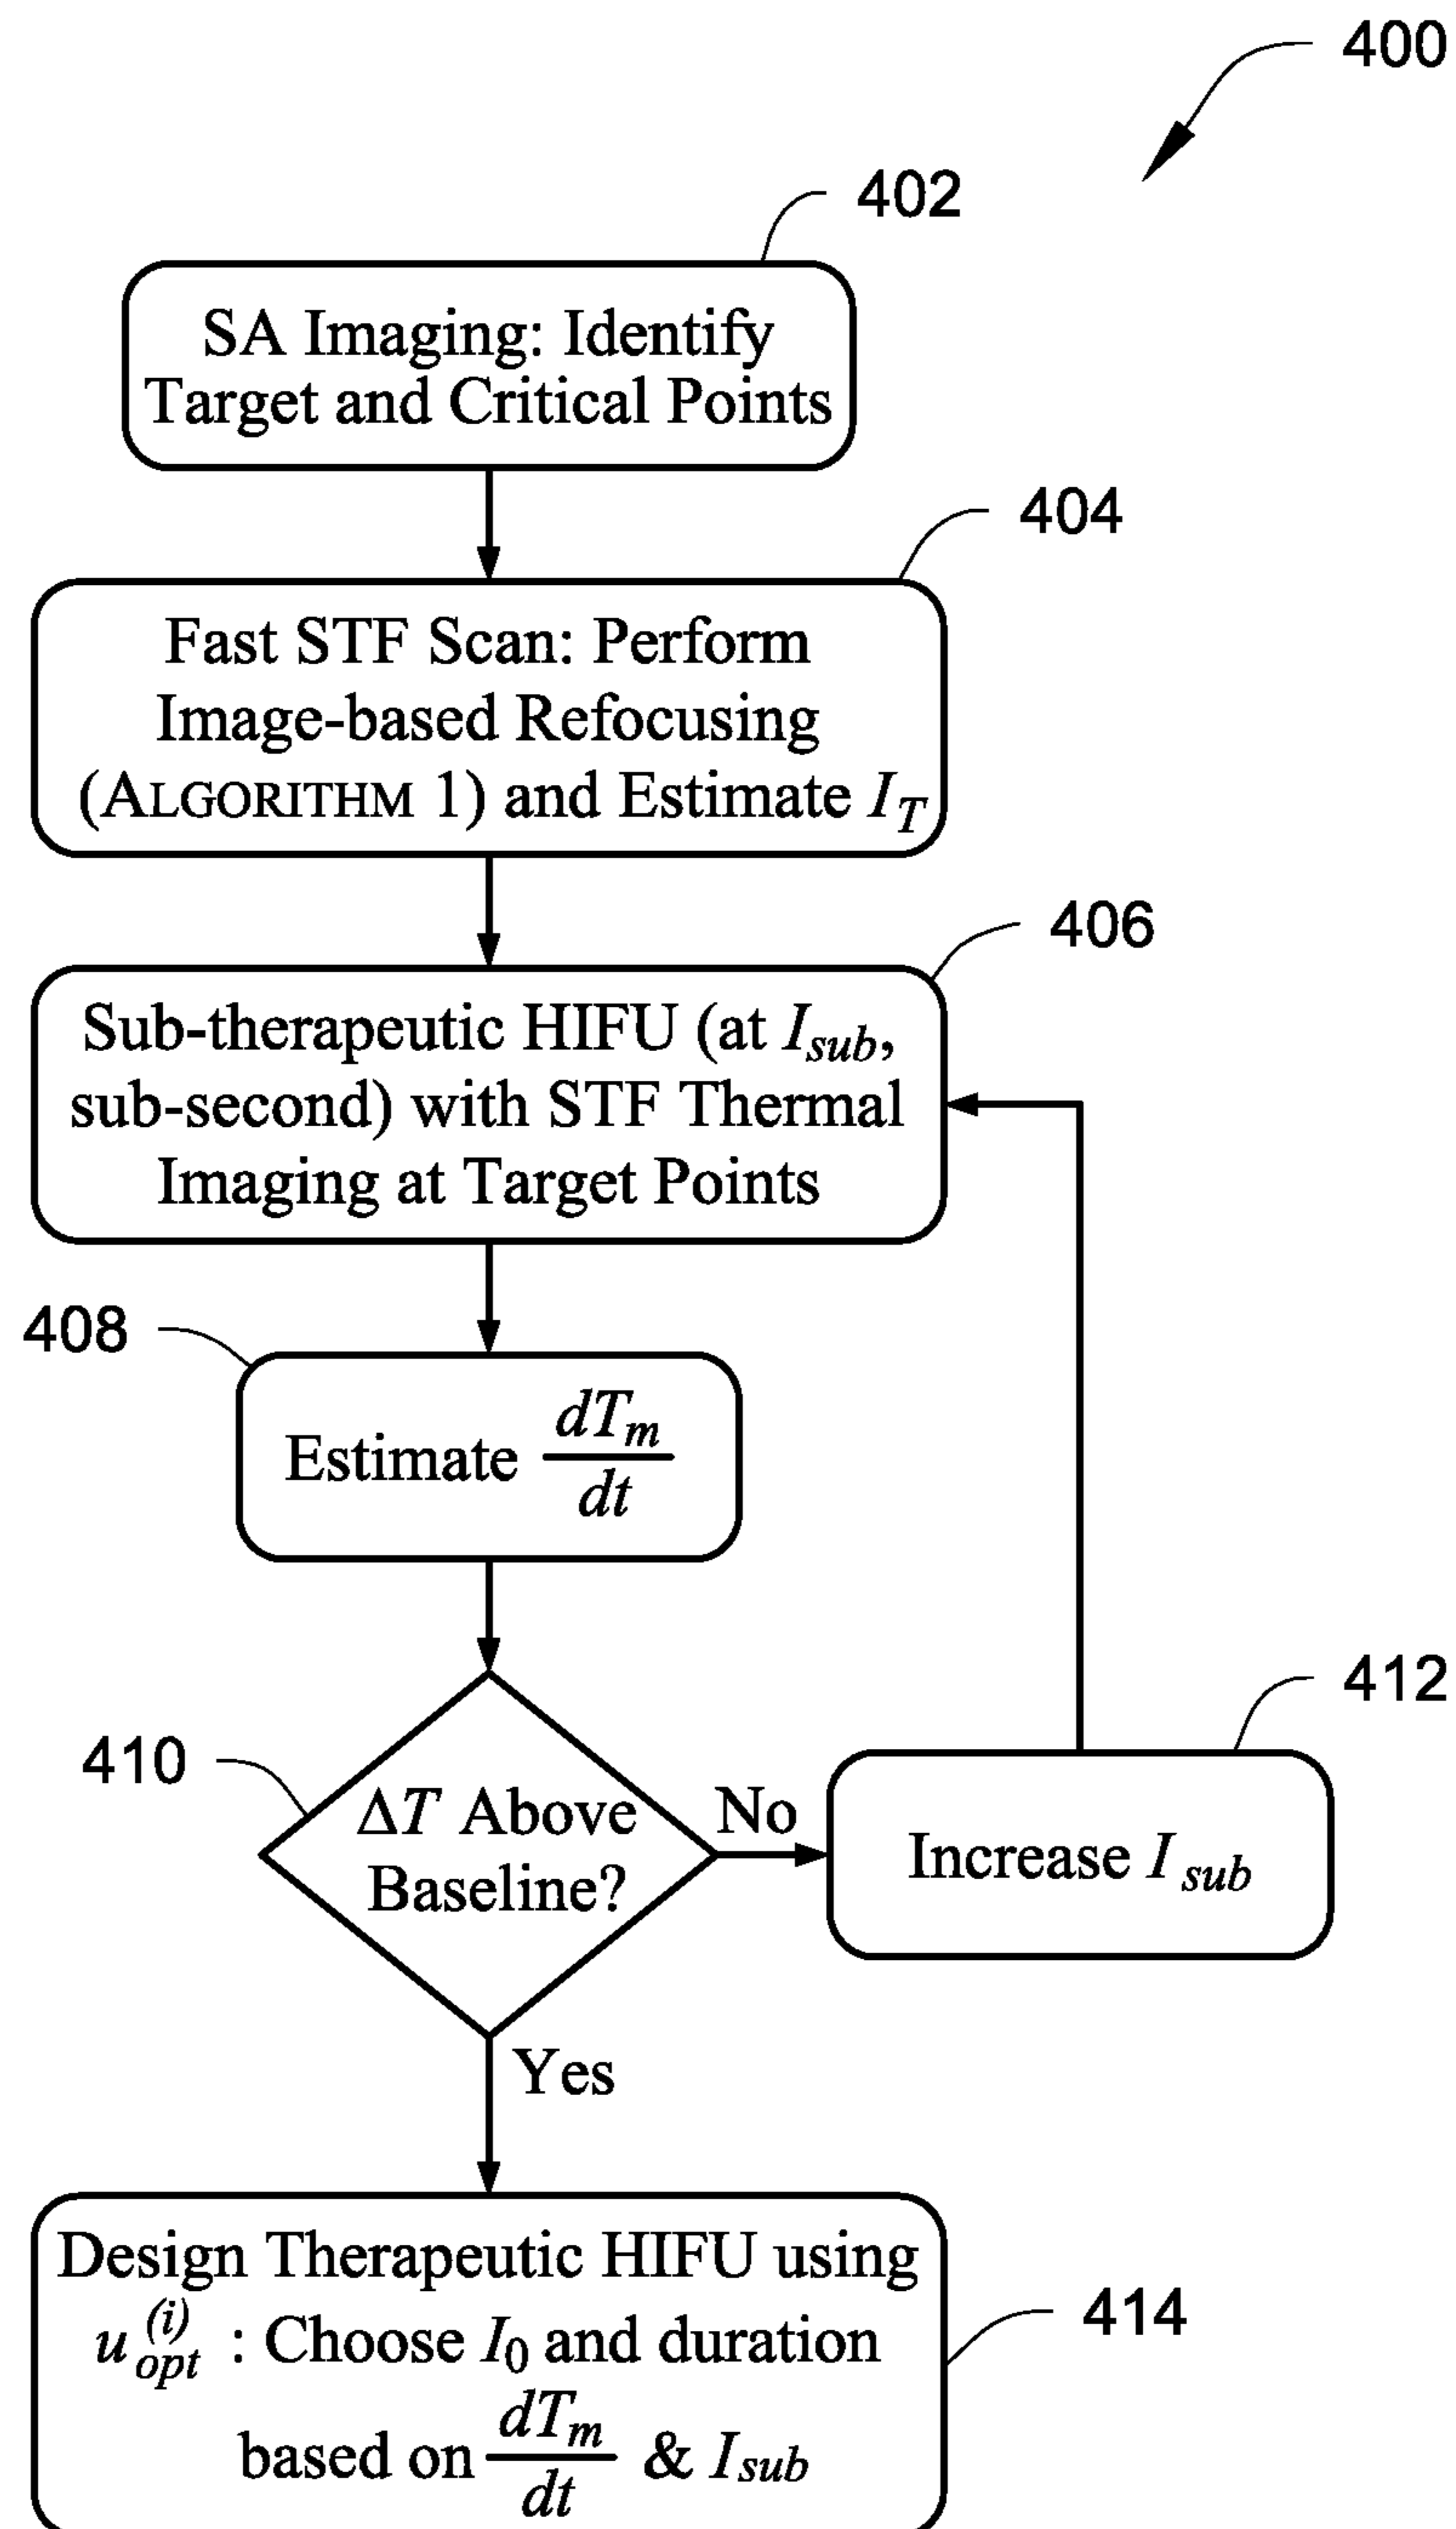 400
402
SA Imaging: Identify
Target and Critical Points
404
Fast STF Scan: Perform
Image-based Refocusing
(ALGORITHM 1) and Estimate I_T
406
Sub-therapeutic HIFU (at I_sub,
sub-second) with STF Thermal
Imaging at Target Points
408
Estimate dT_m/dt
410
ΔT Above
Baseline?
No
412
Increase I_sub
Yes
Design Therapeutic HIFU using
u_opt^(i) : Choose I_0 and duration
based on dT_m/dt & I_sub
414